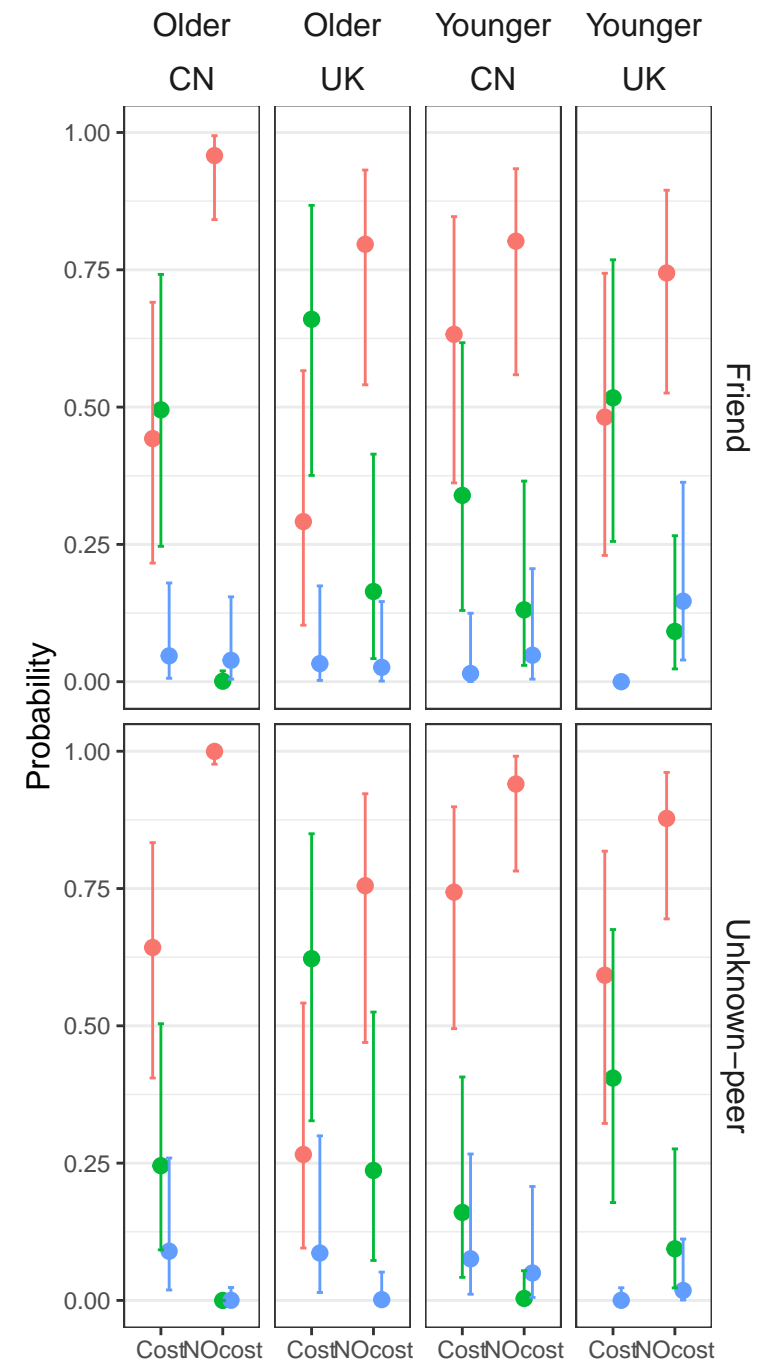 Older Older Younger Younger
CN UK CN UK
1.00
0.75
0.50
0.25
0.00
Friend
Probability
1.00
0.75
0.50
0.25
0.00
Unknown−peer
Cost NOcost Cost NOcost Cost NOcost Cost NOcost